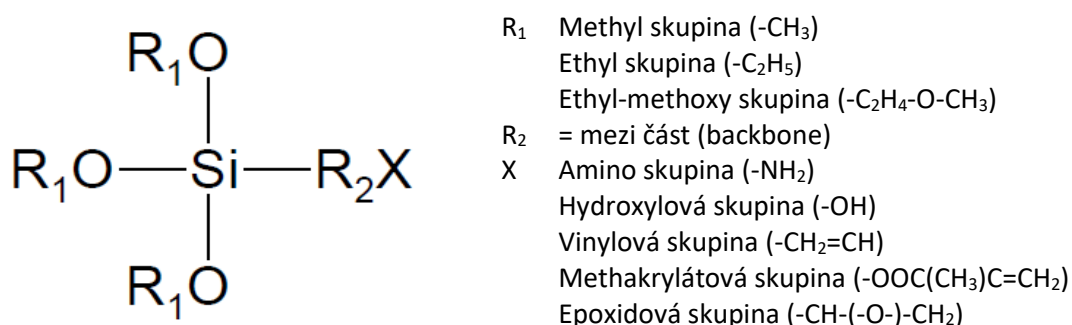 R₁O
R₁O Si R₂X
R₁O
R₁ Methyl skupina (-CH₃)
Ethyl skupina (-C₂H₅)
Ethyl-methoxy skupina (-C₂H₄-O-CH₃)
R₂ = mezi část (backbone)
X Amino skupina (-NH₂)
Hydroxylová skupina (-OH)
Vinylová skupina (-CH₂=CH)
Methakrylátová skupina (-OOC(CH₃)C=CH₂)
Epoxidová skupina (-CH-(-O-)-CH₂)